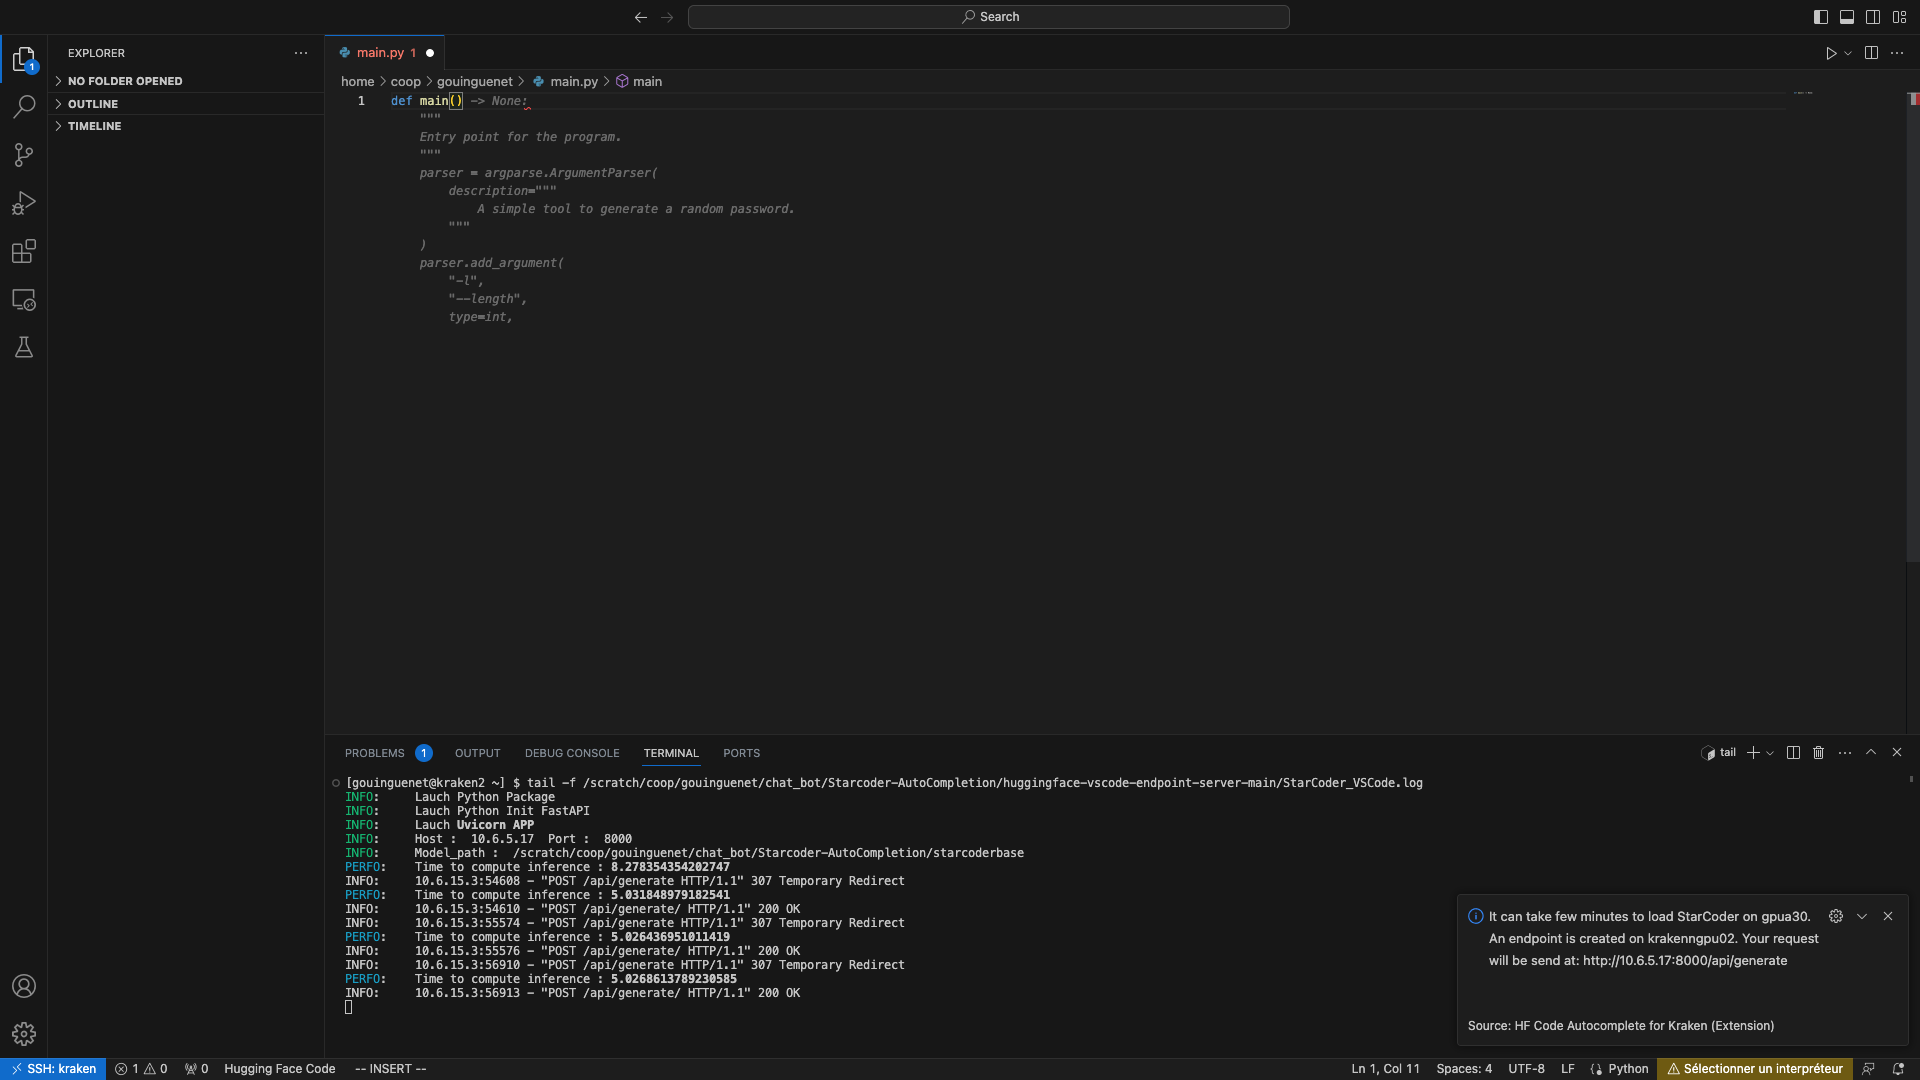 Search
EXPLORER
NO FOLDER OPENED
OUTLINE
TIMELINE
1
main.py 1
home > coop > gouinguenet > main.py > main
1 def main() -> None:
"""
Entry point for the program.
"""
parser = argparse.ArgumentParser(
description="""
A simple tool to generate a random password.
"""
)
parser.add_argument(
"-l",
"--length",
type=int,
PROBLEMS 1 OUTPUT DEBUG CONSOLE TERMINAL PORTS
tail
[gouinguenet@kraken2 ~] $ tail -f /scratch/coop/gouinguenet/chat_bot/Starcoder-AutoCompletion/huggingface-vscode-endpoint-server-main/StarCoder_VSCode.log
INFO: Lauch Python Package
INFO: Lauch Python Init FastAPI
INFO: Lauch Uvicorn APP
INFO: Host : 10.6.5.17 Port : 8000
INFO: Model_path : /scratch/coop/gouinguenet/chat_bot/Starcoder-AutoCompletion/starcoderbase
PERFO: Time to compute inference : 8.278354354202747
INFO: 10.6.15.3:54608 - "POST /api/generate HTTP/1.1" 307 Temporary Redirect
PERFO: Time to compute inference : 5.031848979182541
INFO: 10.6.15.3:54610 - "POST /api/generate/ HTTP/1.1" 200 OK
INFO: 10.6.15.3:55574 - "POST /api/generate HTTP/1.1" 307 Temporary Redirect
PERFO: Time to compute inference : 5.026436951011419
INFO: 10.6.15.3:55576 - "POST /api/generate/ HTTP/1.1" 200 OK
INFO: 10.6.15.3:56910 - "POST /api/generate HTTP/1.1" 307 Temporary Redirect
PERFO: Time to compute inference : 5.0268613789230585
INFO: 10.6.15.3:56913 - "POST /api/generate/ HTTP/1.1" 200 OK
It can take few minutes to load StarCoder on gpua30.
An endpoint is created on krakenngpu02. Your request
will be send at: http://10.6.5.17:8000/api/generate
Source: HF Code Autocomplete for Kraken (Extension)
SSH: kraken 1 0 0 Hugging Face Code -- INSERT -- Ln 1, Col 11 Spaces: 4 UTF-8 LF Python Sélectionner un interpréteur